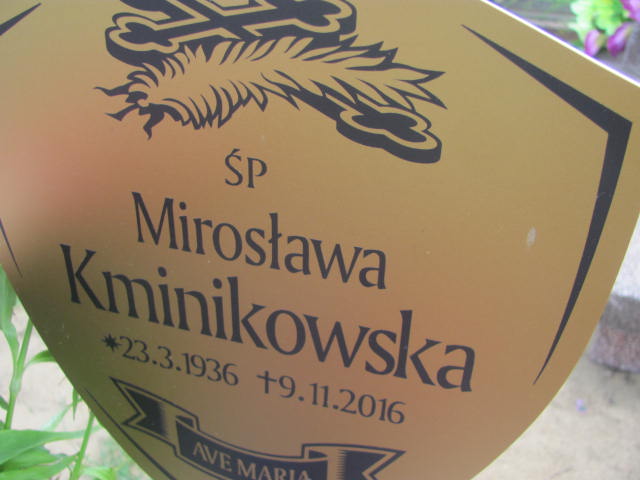 ŚP
Mirosława
Kminikowska
*23.3.1936 †9.11.2016
AVE MARIA